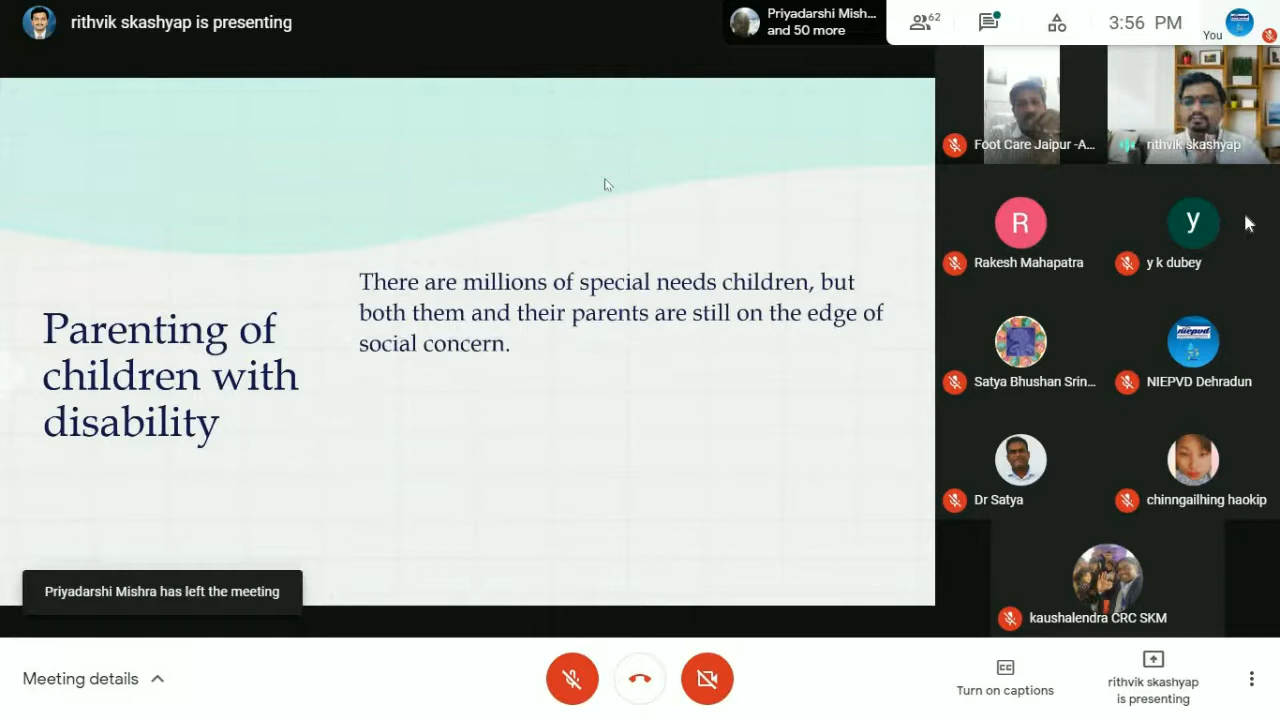 rithvik skashyap is presenting
Priyadarshi Mish...
and 50 more
62
3:56 PM
You
Foot Care Jaipur -A...
rithvik skashyap
Rakesh Mahapatra
y k dubey
R
y
Satya Bhushan Srin...
NIEPVD Dehradun
niepvd
Dr Satya
chinngailhing haokip
kaushalendra CRC SKM
Parenting of
children with
disability
There are millions of special needs children, but
both them and their parents are still on the edge of
social concern.
Priyadarshi Mishra has left the meeting
Meeting details
CC
Turn on captions
rithvik skashyap
is presenting